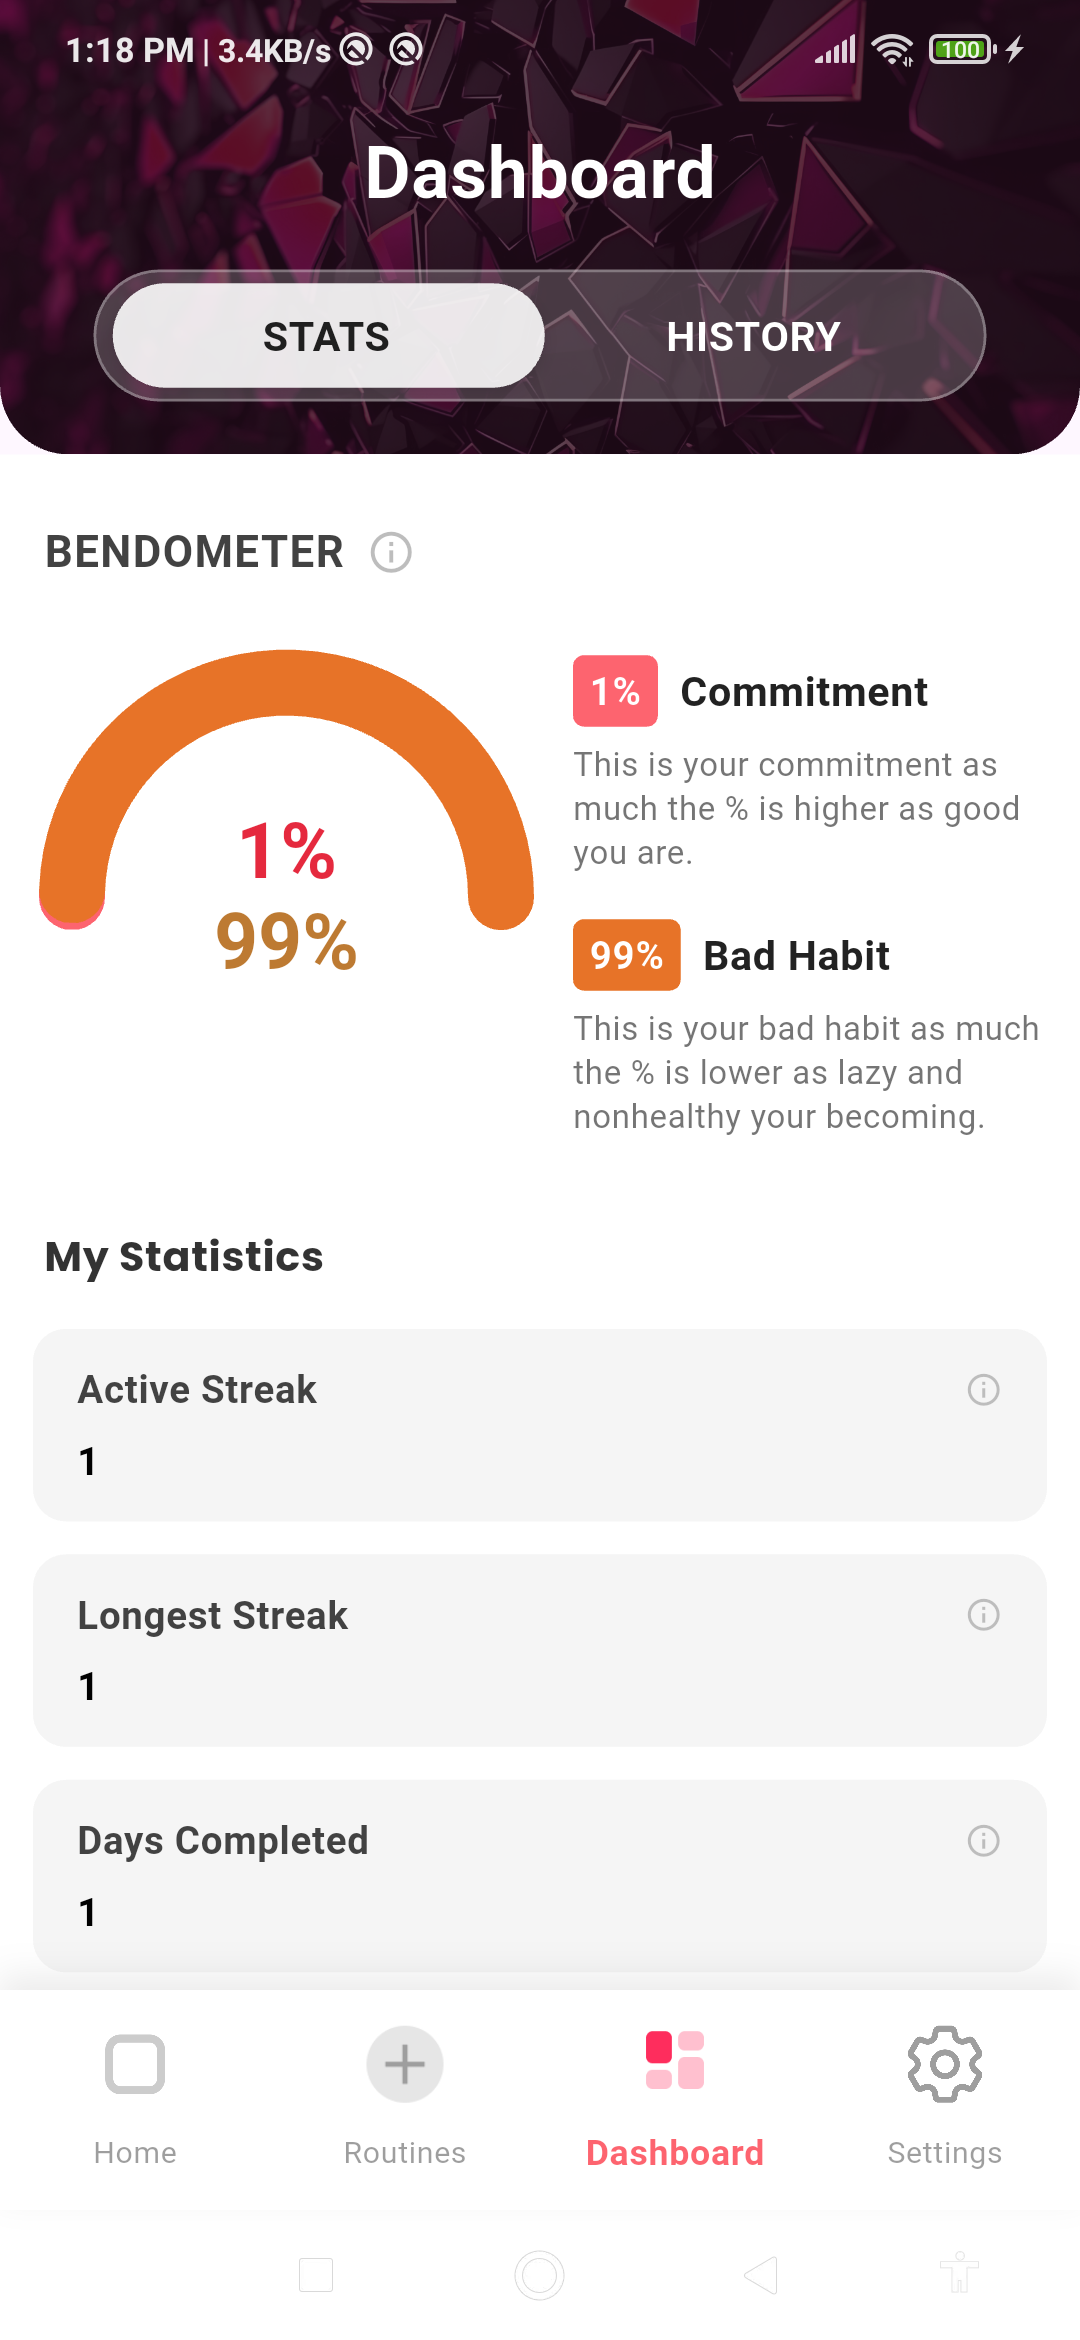 1:18 PM | 3.4KB/s
100
Dashboard
STATS
HISTORY
BENDOMETER
1%
99%
1% Commitment
This is your commitment as
much the % is higher as good
you are.
99% Bad Habit
This is your bad habit as much
the % is lower as lazy and
nonhealthy your becoming.
My Statistics
Active Streak
1
Longest Streak
1
Days Completed
1
Home
Routines
Dashboard
Settings